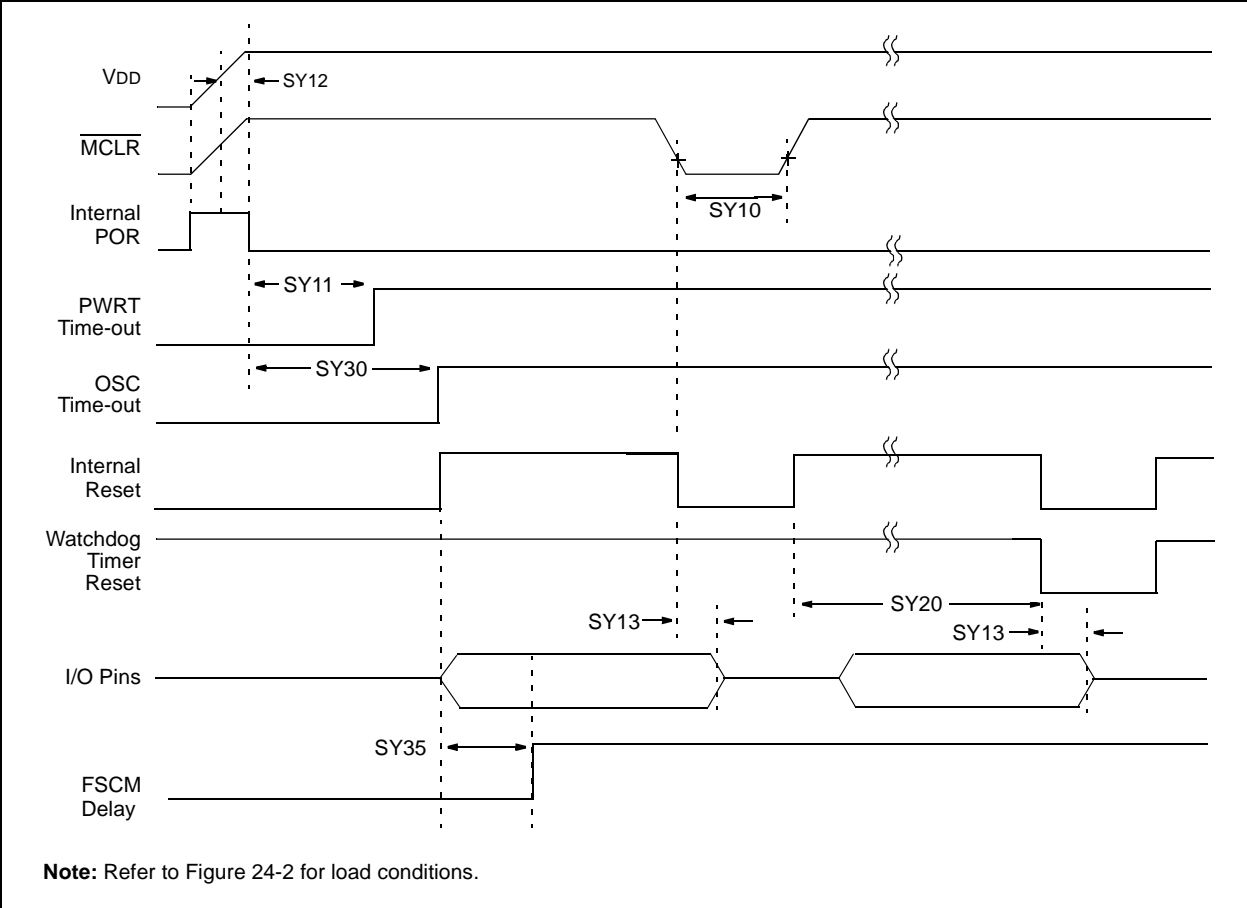 VDD
SY12
MCLR
SY10
Internal
POR
SY11
PWRT
Time-out
SY30
OSC
Time-out
Internal
Reset
Watchdog
Timer
Reset
SY20
SY13
SY13
I/O Pins
SY35
FSCM
Delay
Note: Refer to Figure 24-2 for load conditions.